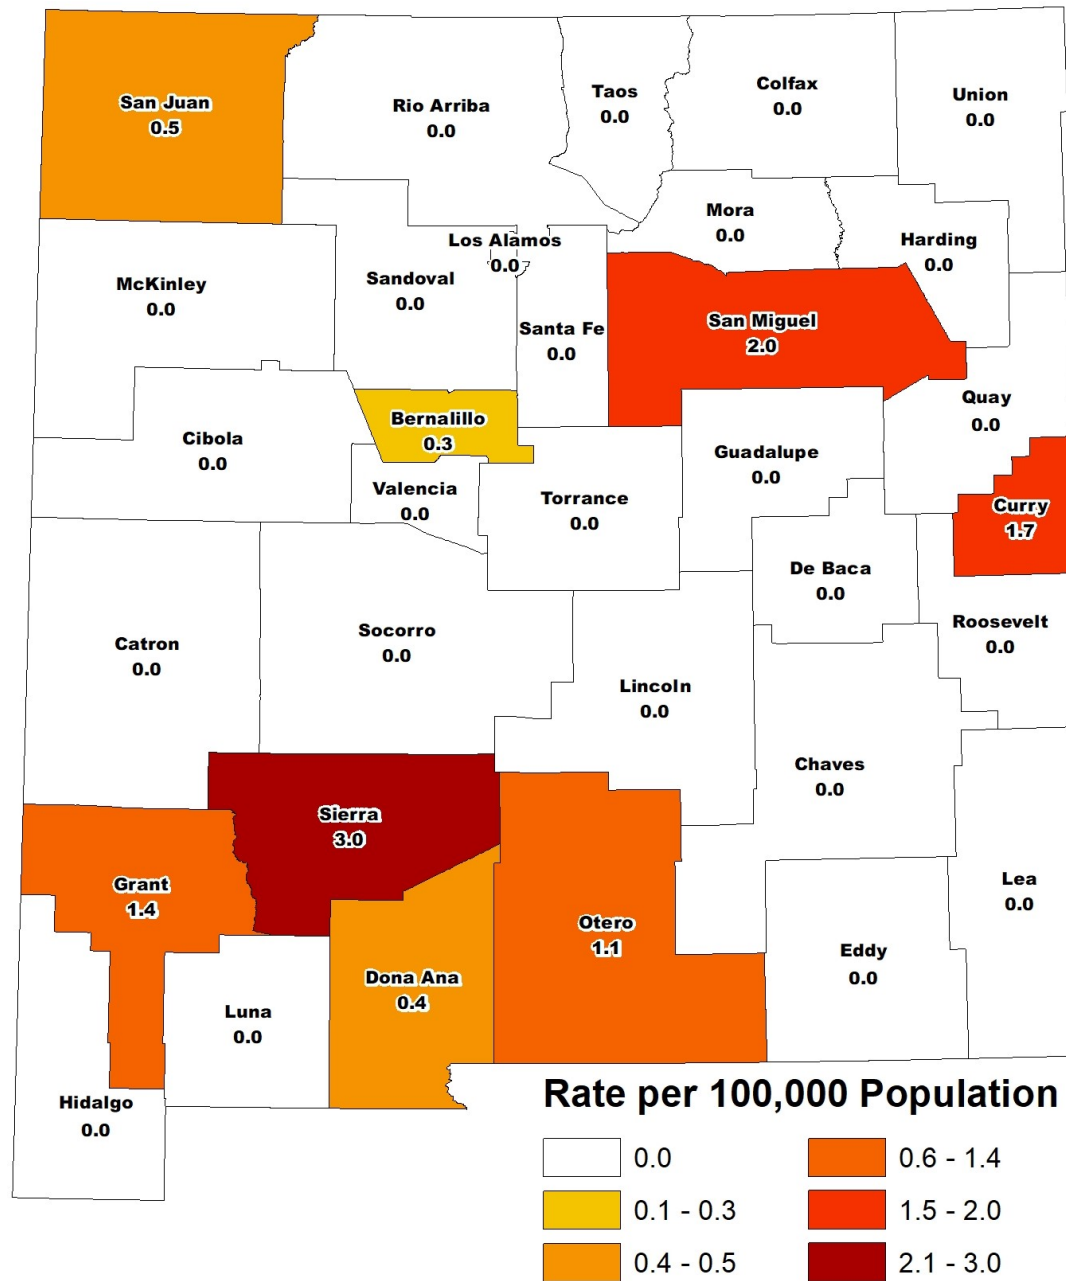 San Juan
0.5
Rio Arriba
0.0
Taos
0.0
Colfax
0.0
Union
0.0
Mora
0.0
Harding
0.0
Los Alamos
0.0
McKinley
0.0
Sandoval
0.0
Santa Fe
0.0
San Miguel
2.0
Quay
0.0
Bernalillo
0.3
Cibola
0.0
Guadalupe
0.0
Valencia
0.0
Torrance
0.0
Curry
1.7
De Baca
0.0
Roosevelt
0.0
Catron
0.0
Socorro
0.0
Lincoln
0.0
Chaves
0.0
Sierra
3.0
Grant
1.4
Otero
1.1
Lea
0.0
Eddy
0.0
Dona Ana
0.4
Luna
0.0
Hidalgo
0.0
Rate per 100,000 Population
0.0
0.1 - 0.3
0.4 - 0.5
0.6 - 1.4
1.5 - 2.0
2.1 - 3.0